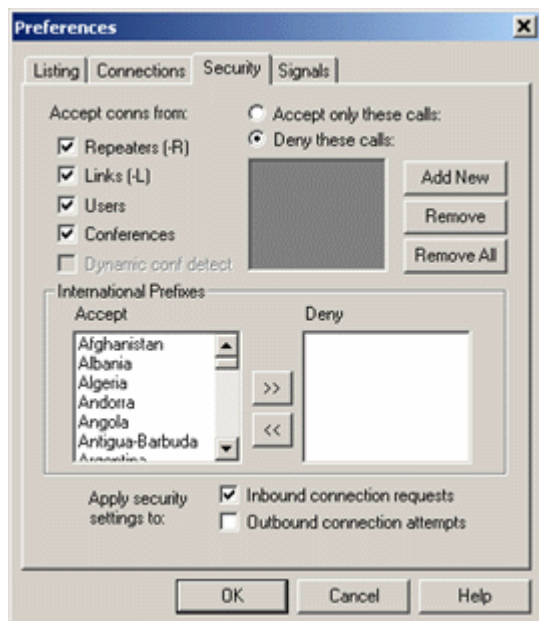 Preferences
Listing Connections Security Signals
Accept conns from:
Accept only these calls:
Deny these calls:
Repeaters (-R)
Links (-L)
Users
Conferences
Dynamic conf detect
Add New
Remove
Remove All
International Prefixes
Accept
Deny
Afghanistan
Albania
Algeria
Andorra
Angola
Antigua-Barbuda
Argentina
>>
<<
Apply security
settings to:
Inbound connection requests
Outbound connection attempts
OK Cancel Help